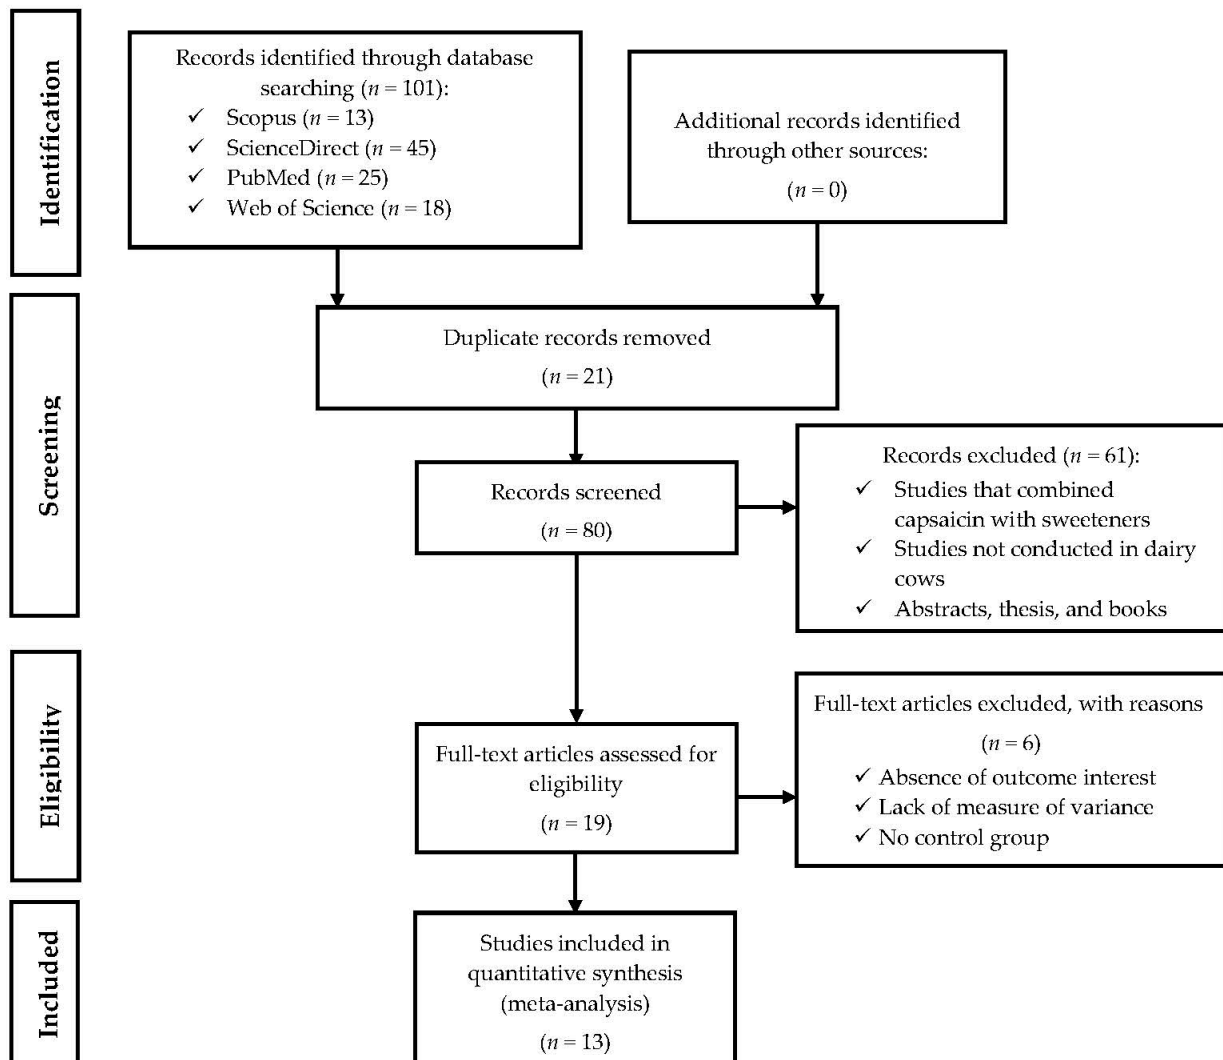 Identification
Records identified through database
searching (n = 101):
✓ Scopus (n = 13)
✓ ScienceDirect (n = 45)
✓ PubMed (n = 25)
✓ Web of Science (n = 18)
Additional records identified
through other sources:
(n = 0)
Screening
Duplicate records removed
(n = 21)
Records screened
(n = 80)
Records excluded (n = 61):
✓ Studies that combined
capsaicin with sweeteners
✓ Studies not conducted in dairy
cows
✓ Abstracts, thesis, and books
Eligibility
Full-text articles assessed for
eligibility
(n = 19)
Full-text articles excluded, with reasons
(n = 6)
✓ Absence of outcome interest
✓ Lack of measure of variance
✓ No control group
Included
Studies included in
quantitative synthesis
(meta-analysis)
(n = 13)